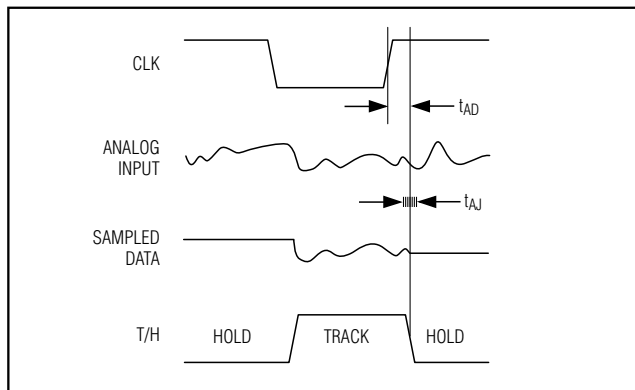 CLK
tAD
ANALOG
INPUT
tAJ
SAMPLED
DATA
T/H
HOLD
TRACK
HOLD